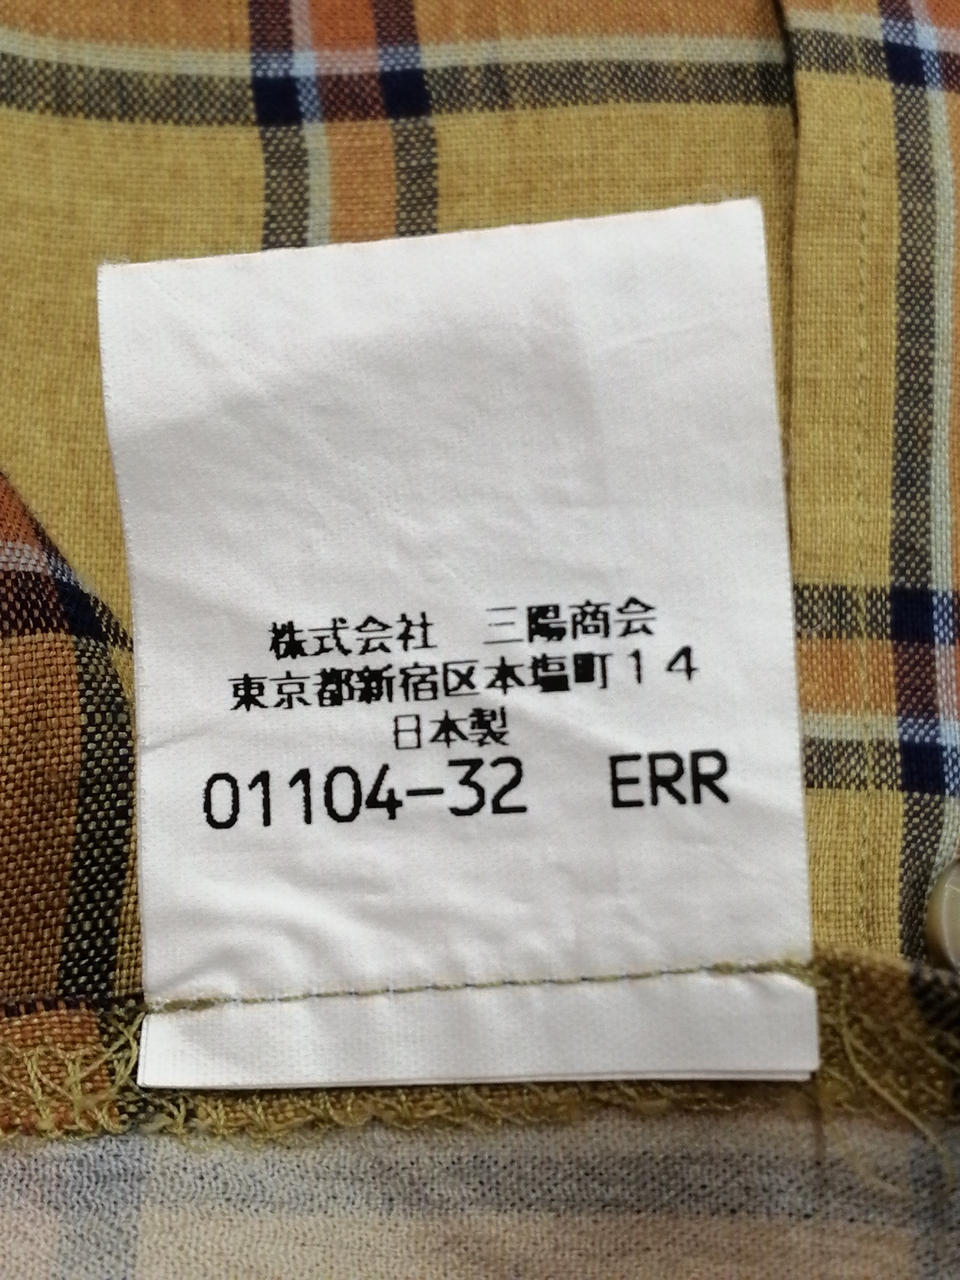 株式会社　三陽商会
東京都新宿区本塩町１４
日本製
01104-32　ERR